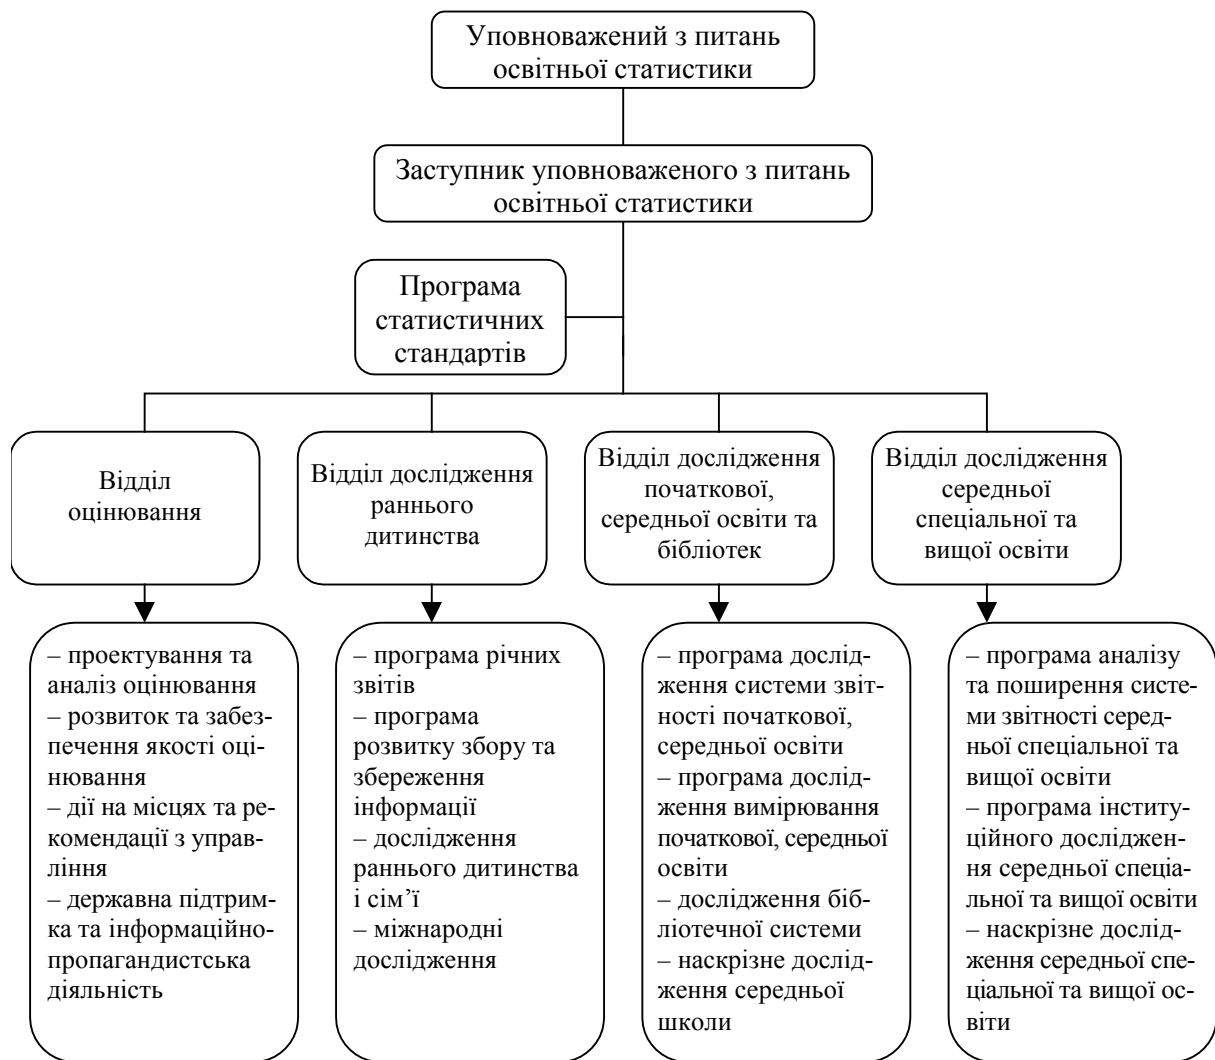 Уповноважений з питань
освітньої статистики
Заступник уповноваженого з питань
освітньої статистики
Програма
статистичних
стандартів
Відділ
оцінювання
Відділ дослідження
раннього
дитинства
Відділ дослідження
початкової,
середньої освіти та
бібліотек
Відділ дослідження
середньої
спеціальної та
вищої освіти
– проектування та
аналіз оцінювання
– розвиток та забез-
печення якості оці-
нювання
– дії на місцях та ре-
комендації з управ-
ління
– державна підтрим-
ка та інформаційно-
пропагандистська
діяльність
– програма річних
звітів
– програма
розвитку збору та
збереження
інформації
– дослідження
раннього дитинства
і сім’ї
– міжнародні
дослідження
– програма дослід-
ження системи звіт-
ності початкової,
середньої освіти
– програма дослід-
ження вимірювання
початкової, середньої
освіти
– дослідження біб-
ліотечної системи
– наскрізне дослід-
ження середньої
школи
– програма аналізу
та поширення систе-
ми звітності серед-
ньої спеціальної та
вищої освіти
– програма інститу-
ційного досліджен-
ня середньої спеціа-
льної та вищої освіти
– наскрізне дослід-
ження середньої спе-
ціальної та вищої ос-
віти